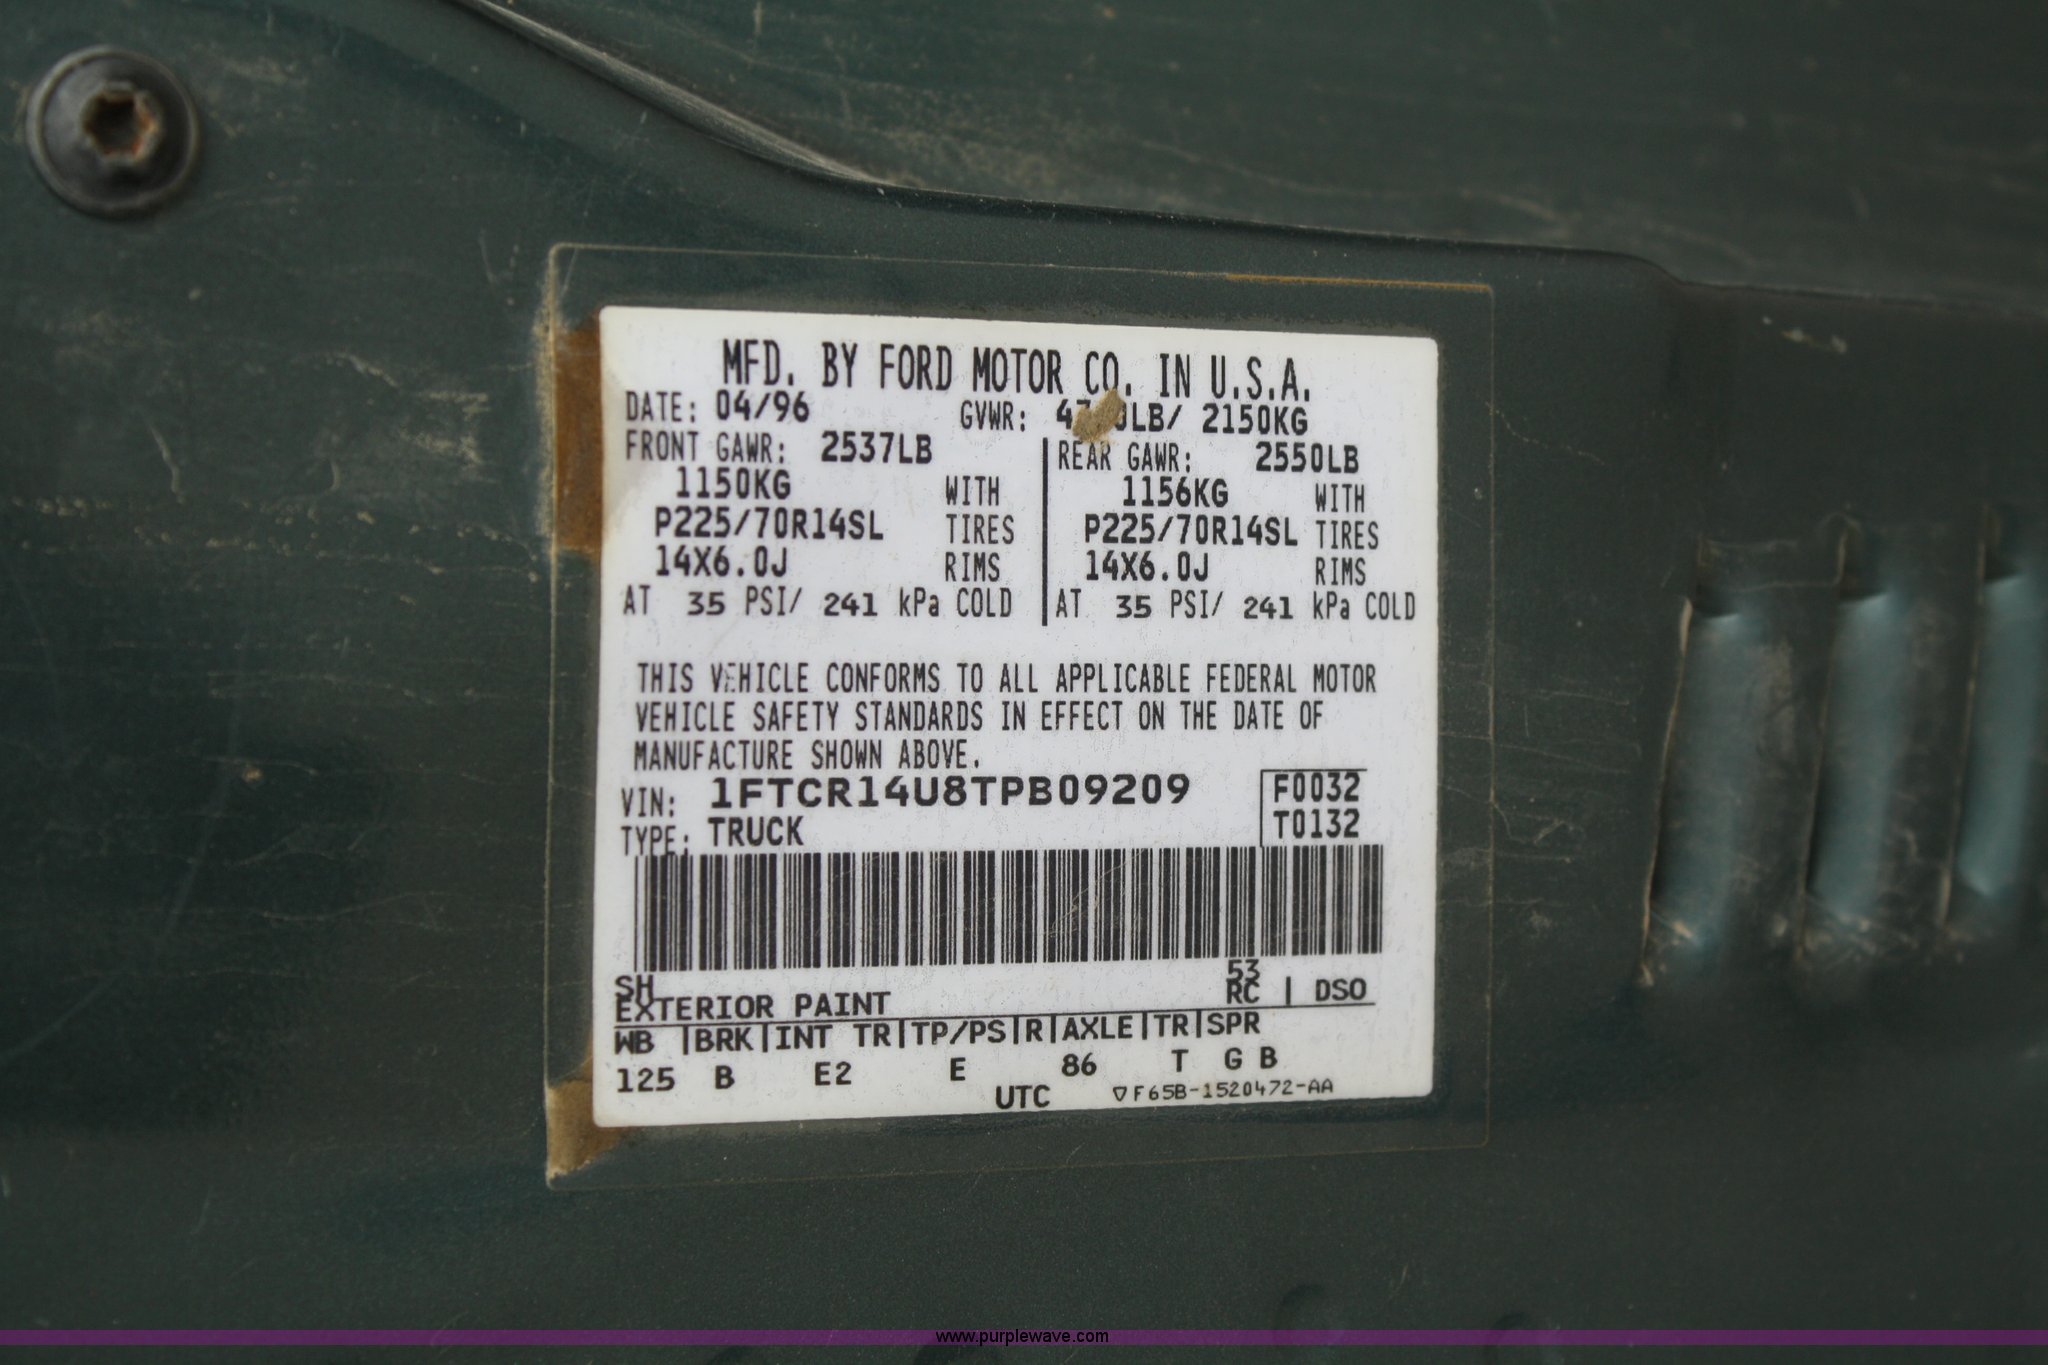 MFD. BY FORD MOTOR CO. IN U.S.A.
DATE: 04/96 GVWR: LB/ 2150KG
FRONT GAWR: 2537LB REAR GAWR: 2550LB
1150KG WITH 1156KG WITH
P225/70R14SL TIRES P225/70R14SL TIRES
14X6.0J RIMS 14X6.0J RIMS
AT 35 PSI/ 241 kPa COLD AT 35 PSI/ 241 kPa COLD
THIS VEHICLE CONFORMS TO ALL APPLICABLE FEDERAL MOTOR
VEHICLE SAFETY STANDARDS IN EFFECT ON THE DATE OF
MANUFACTURE SHOWN ABOVE.
VIN: 1FTCR14U8TPB09209 F0032
TYPE: TRUCK T0132
SH 53
EXTERIOR PAINT RC | DSO
WB |BRK|INT TR|TP/PS|R|AXLE|TR|SPR
125 B E2 E 86 T G B
UTC ▽F65B-1520472-AA
www.purplewave.com